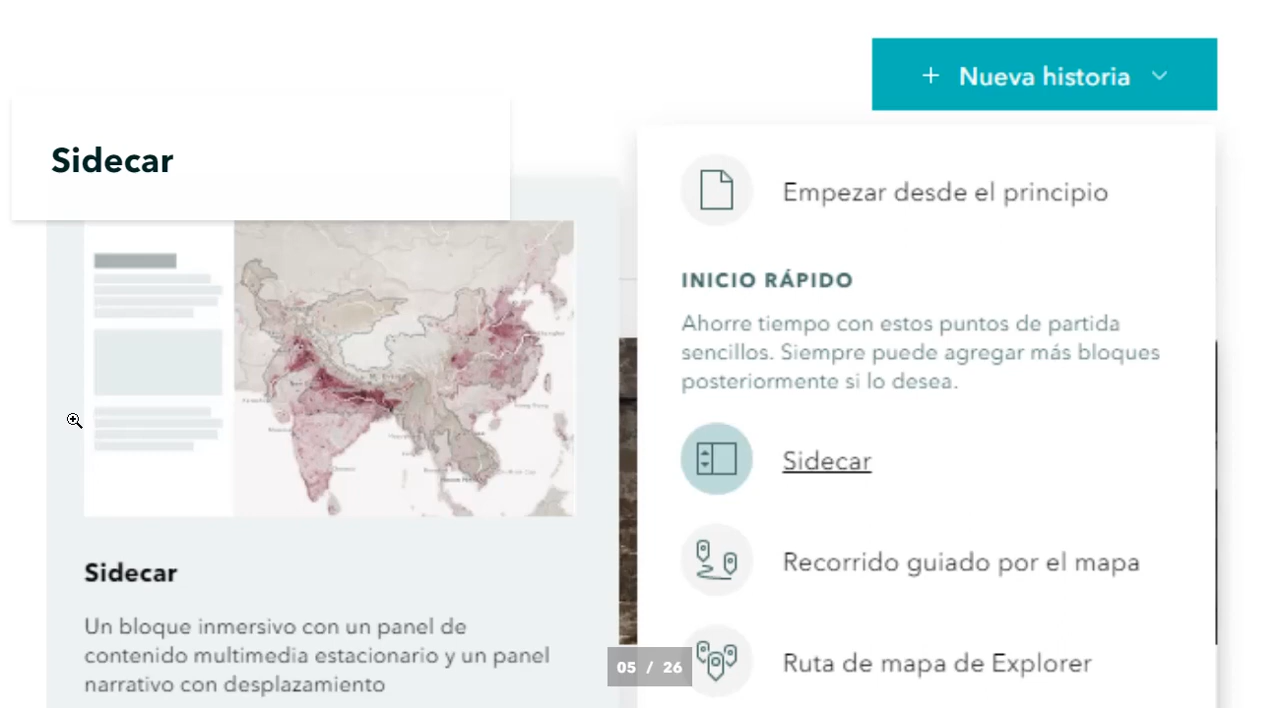 + Nueva historia
Sidecar
Empezar desde el principio
INICIO RÁPIDO
Ahorre tiempo con estos puntos de partida
sencillos. Siempre puede agregar más bloques
posteriormente si lo desea.
Sidecar
Recorrido guiado por el mapa
Ruta de mapa de Explorer
Sidecar
Un bloque inmersivo con un panel de
contenido multimedia estacionario y un panel
narrativo con desplazamiento
05 / 26